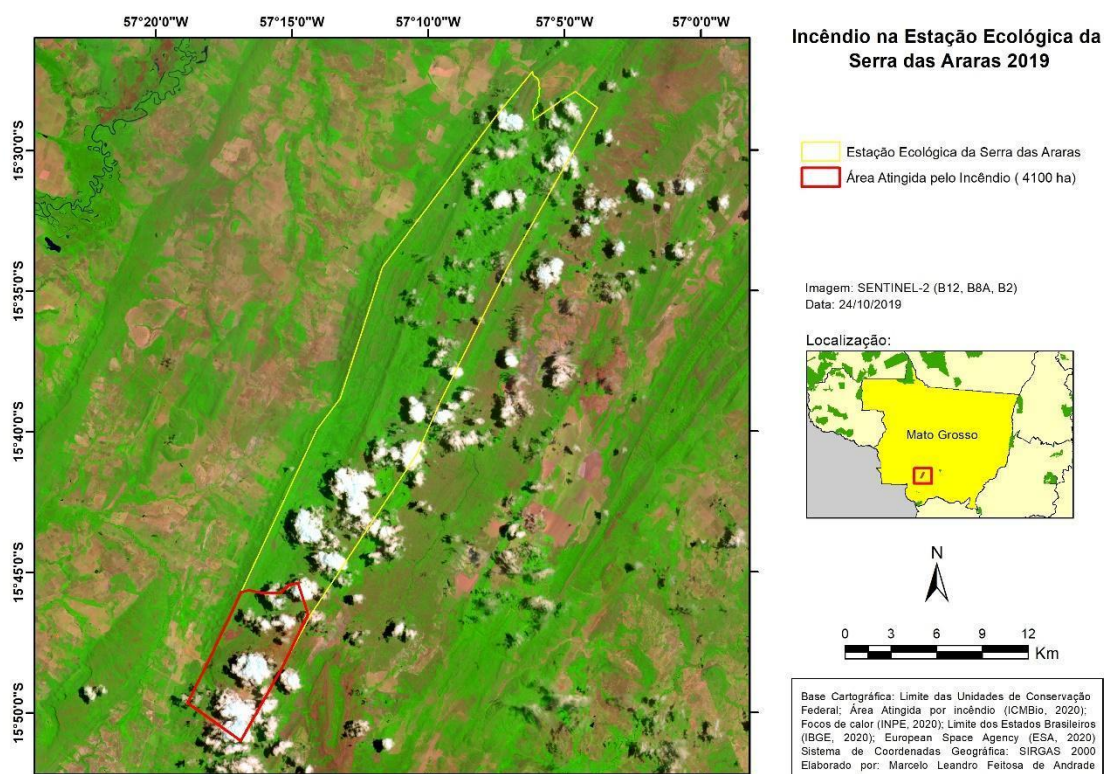 57°20'0"W 57°15'0"W 57°10'0"W 57°5'0"W 57°0'0"W
15°30'0"S
15°35'0"S
15°40'0"S
15°45'0"S
15°50'0"S
Incêndio na Estação Ecológica da
Serra das Araras 2019
Estação Ecológica da Serra das Araras
Área Atingida pelo Incêndio ( 4100 ha)
Imagem: SENTINEL-2 (B12, B8A, B2)
Data: 24/10/2019
Localização:
Mato Grosso
N
0 3 6 9 12
Km
Base Cartográfica: Limite das Unidades de Conservação
Federal; Área Atingida por incêndio (ICMBio, 2020);
Focos de calor (INPE, 2020); Limite dos Estados Brasileiros
(IBGE, 2020); European Space Agency (ESA, 2020)
Sistema de Coordenadas Geográfica: SIRGAS 2000
Elaborado por: Marcelo Leandro Feitosa de Andrade